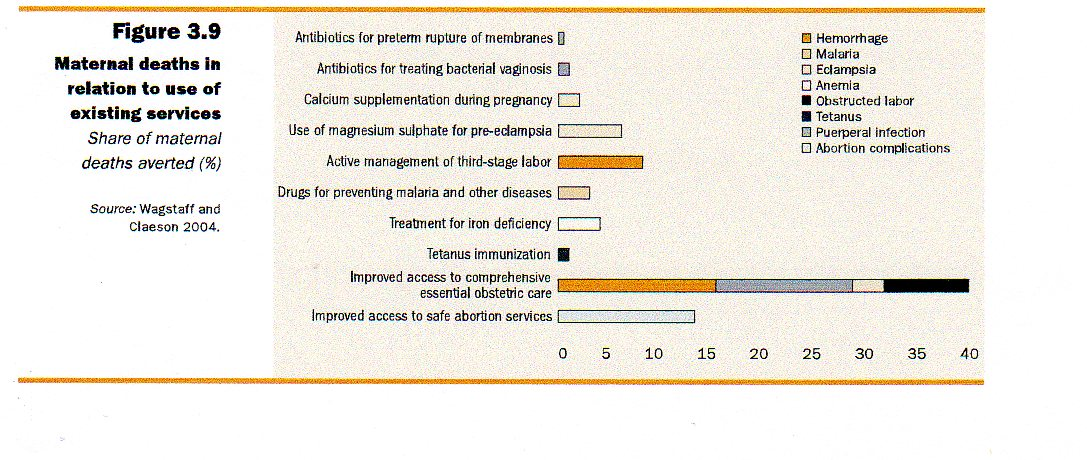 Figure 3.9
Maternal deaths in
relation to use of
existing services
Share of maternal
deaths averted (%)
Source: Wagstaff and
Claeson 2004.
Antibiotics for preterm rupture of membranes
Antibiotics for treating bacterial vaginosis
Calcium supplementation during pregnancy
Use of magnesium sulphate for pre-eclampsia
Active management of third-stage labor
Drugs for preventing malaria and other diseases
Treatment for iron deficiency
Tetanus immunization
Improved access to comprehensive
essential obstetric care
Improved access to safe abortion services
0 5 10 15 20 25 30 35 40
Hemorrhage
Malaria
Eclampsia
Anemia
Obstructed labor
Tetanus
Puerperal infection
Abortion complications